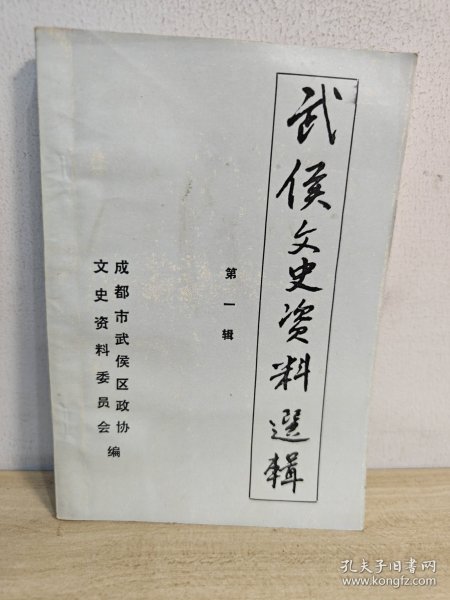 武侯文史资料選輯
第一辑
成都市武侯区政协
文史资料委员会编
孔夫子旧书网
www.kongfz.com